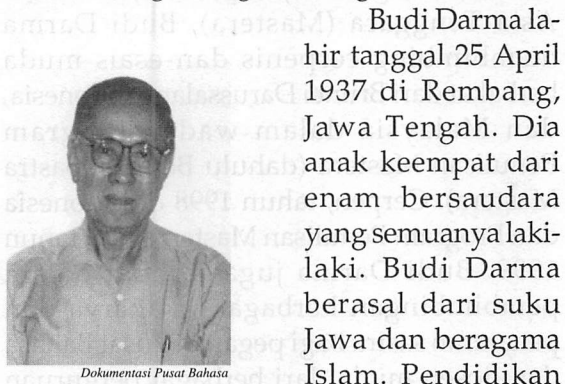 Budi Darma la-
hir tanggal 25 April
1937 di Rembang,
Jawa Tengah. Dia
anak keempat dari
enam bersaudara
yang semuanya laki-
laki. Budi Darma
berasal dari suku
Jawa dan beragama
Islam. Pendidikan
Dokumentasi Pusat Bahasa